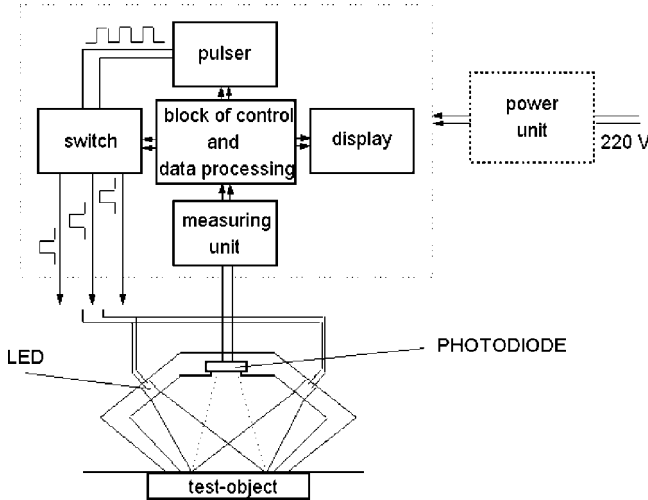 pulser
block of control
and
data processing
switch
display
power
unit
220 V
measuring
unit
LED
PHOTODIODE
test-object